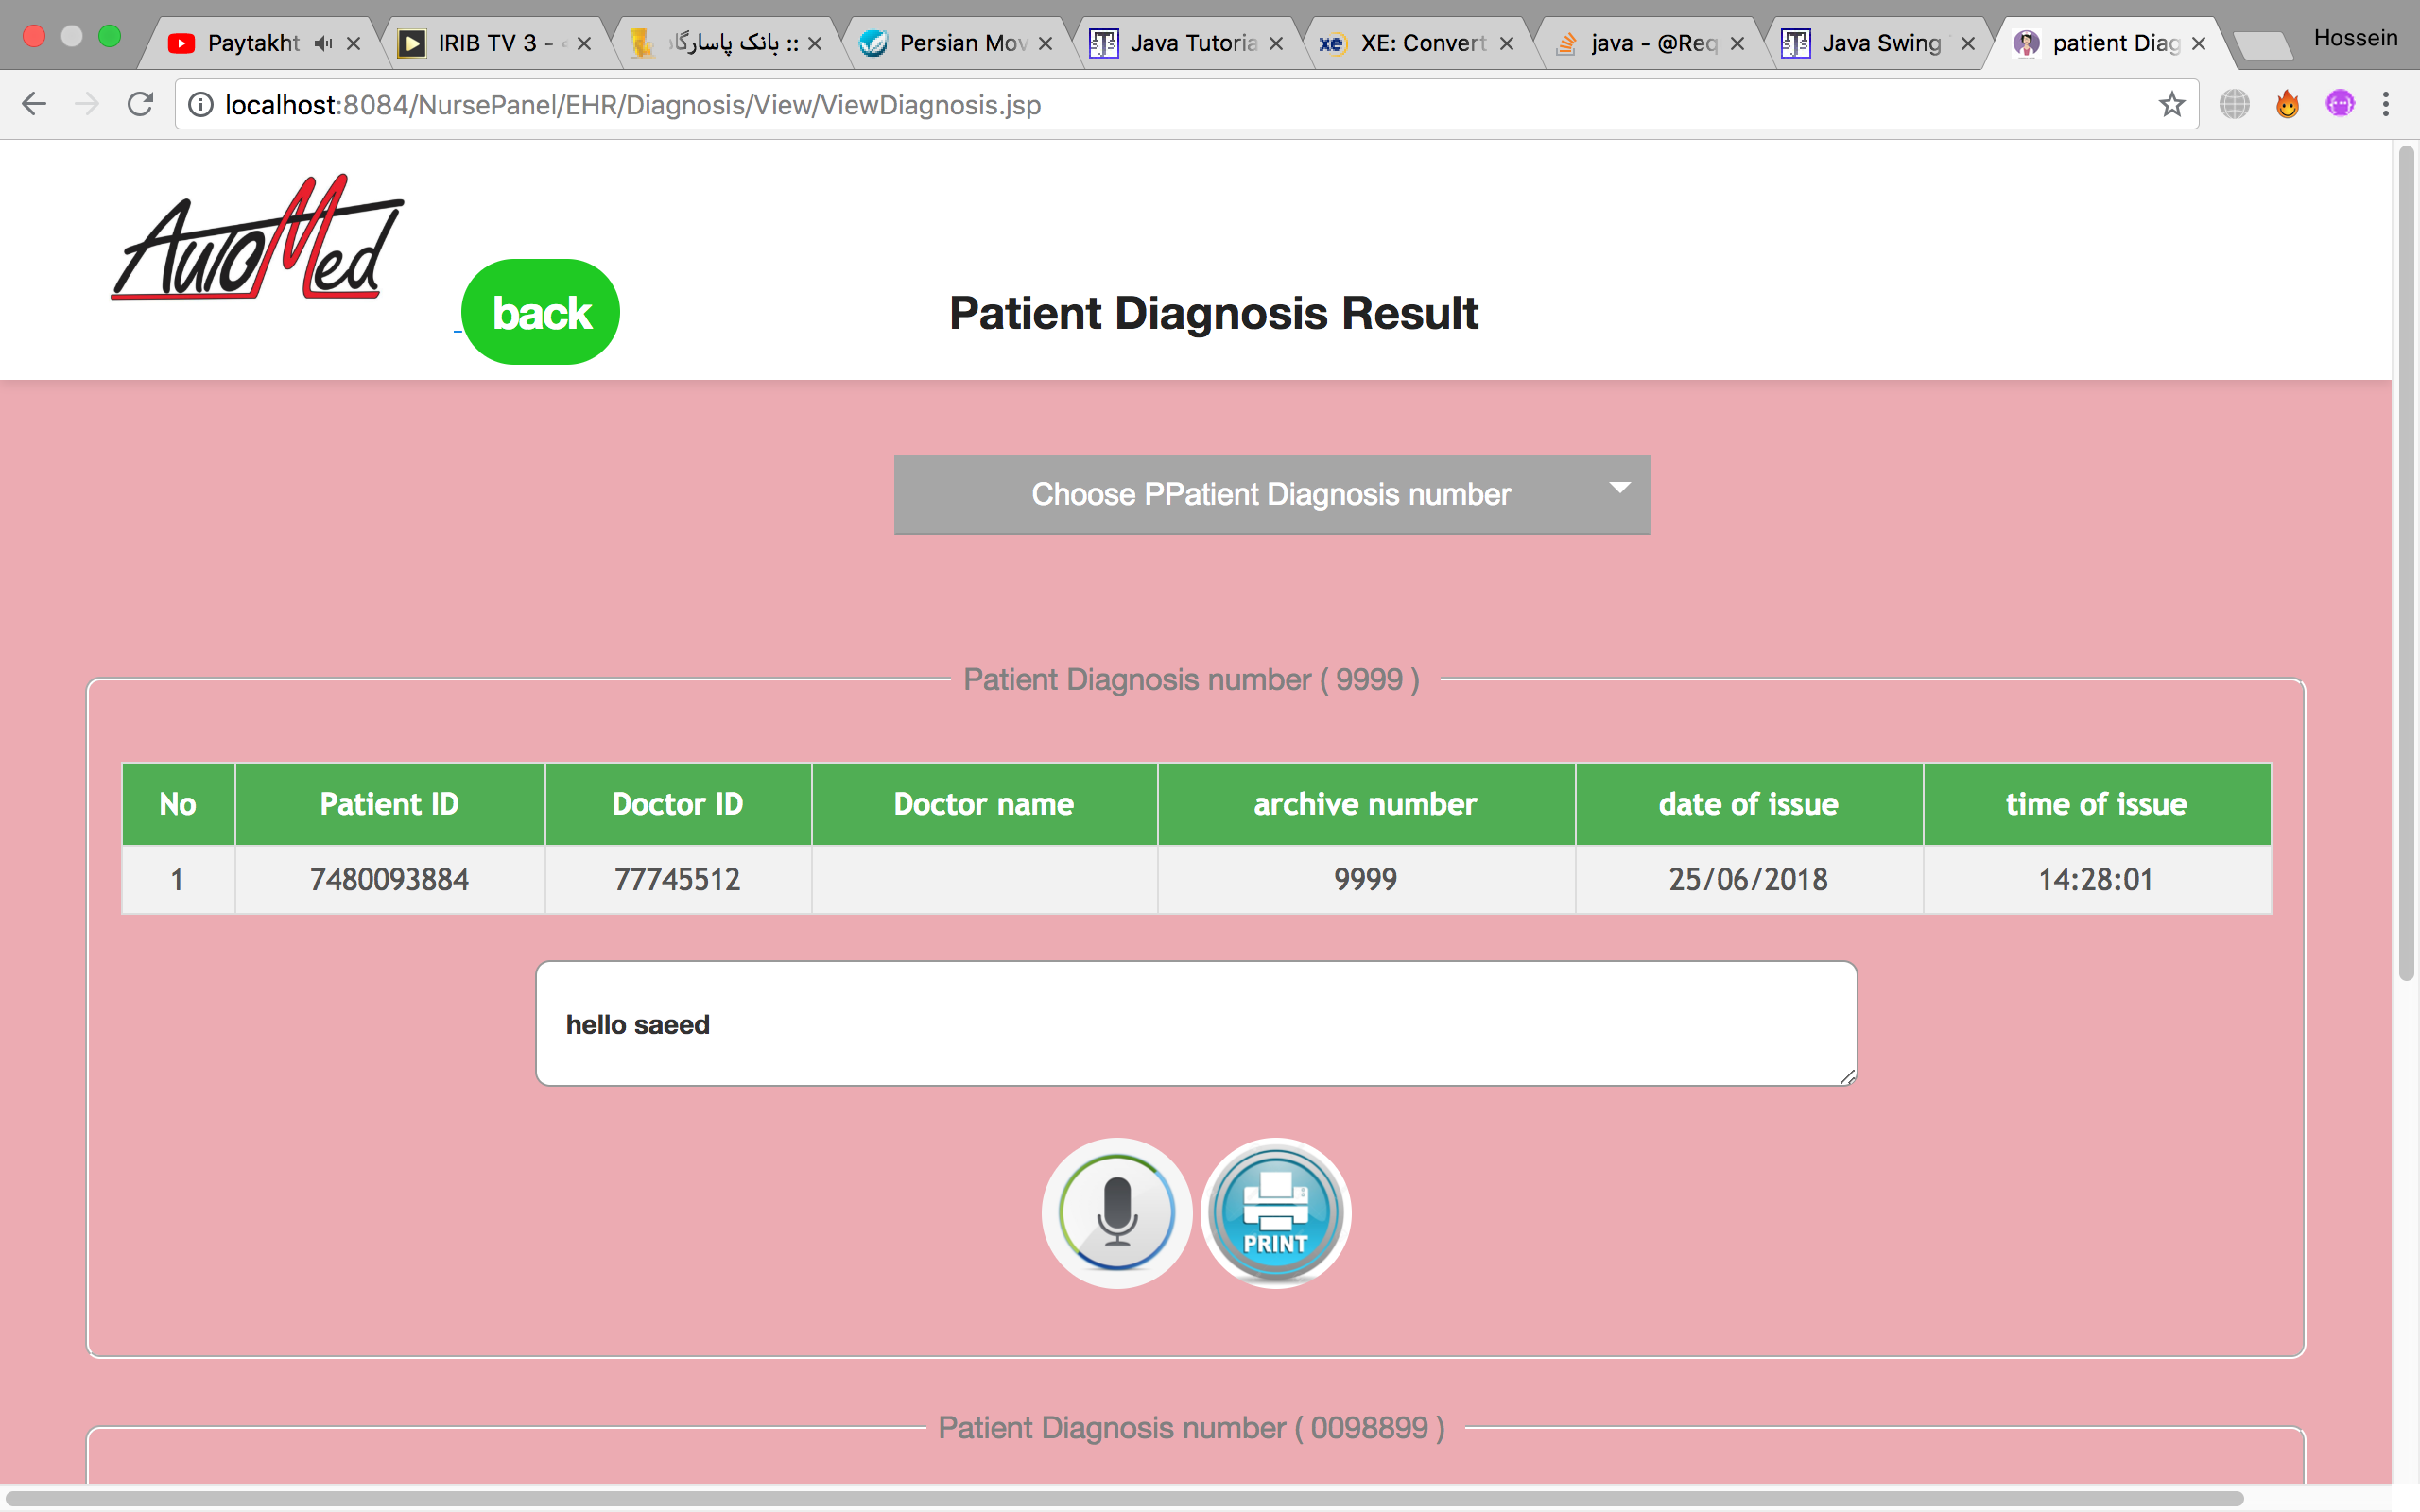 Paytakht
IRIB TV 3 -
بانک پاسارگاد ::
Persian Mov
Java Tutoria
XE: Convert
java - @Req
Java Swing
patient Diag
Hossein
localhost:8084/NursePanel/EHR/Diagnosis/View/ViewDiagnosis.jsp
AutoMed
back
Patient Diagnosis Result
Choose PPatient Diagnosis number
Patient Diagnosis number ( 9999 )
No Patient ID Doctor ID Doctor name archive number date of issue time of issue
1 7480093884 77745512 9999 25/06/2018 14:28:01
hello saeed
PRINT
Patient Diagnosis number ( 0098899 )